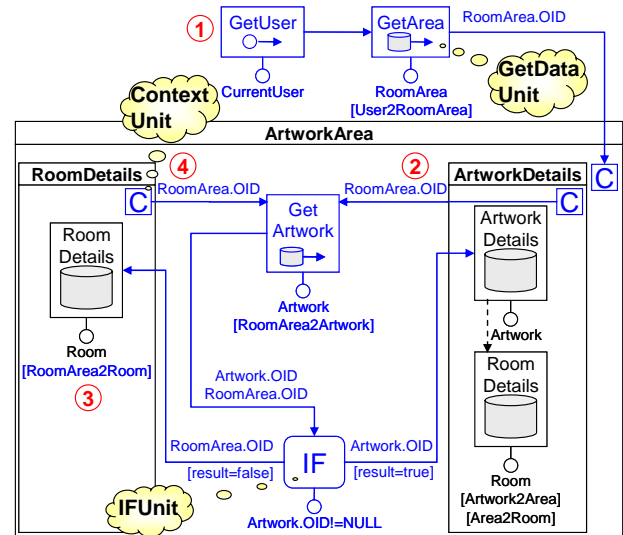 1
GetUser
GetArea
RoomArea.OID
CurrentUser
RoomArea
[User2RoomArea]
GetData
Unit
Context
Unit
ArtworkArea
RoomDetails
4
2
ArtworkDetails
C
RoomArea.OID
RoomArea.OID
C
C
Get
Artwork
Room
Details
Artwork
Details
Artwork
[RoomArea2Artwork]
Room
[RoomArea2Room]
3
Artwork
Room
Details
Artwork.OID
RoomArea.OID
RoomArea.OID
[result=false]
IF
Artwork.OID
[result=true]
Artwork.OID!=NULL
IFUnit
Room
[Artwork2Area]
[Area2Room]